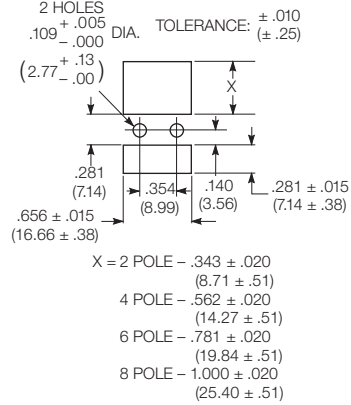 2 HOLES
.109 + .005 - .000 DIA.
(2.77 + .13 - .00)
TOLERANCE: ± .010
(± .25)
X
.281
(7.14)
.354
(8.99)
.140
(3.56)
.281 ± .015
(7.14 ± .38)
.656 ± .015
(16.66 ± .38)
X = 2 POLE – .343 ± .020
(8.71 ± .51)
4 POLE – .562 ± .020
(14.27 ± .51)
6 POLE – .781 ± .020
(19.84 ± .51)
8 POLE – 1.000 ± .020
(25.40 ± .51)